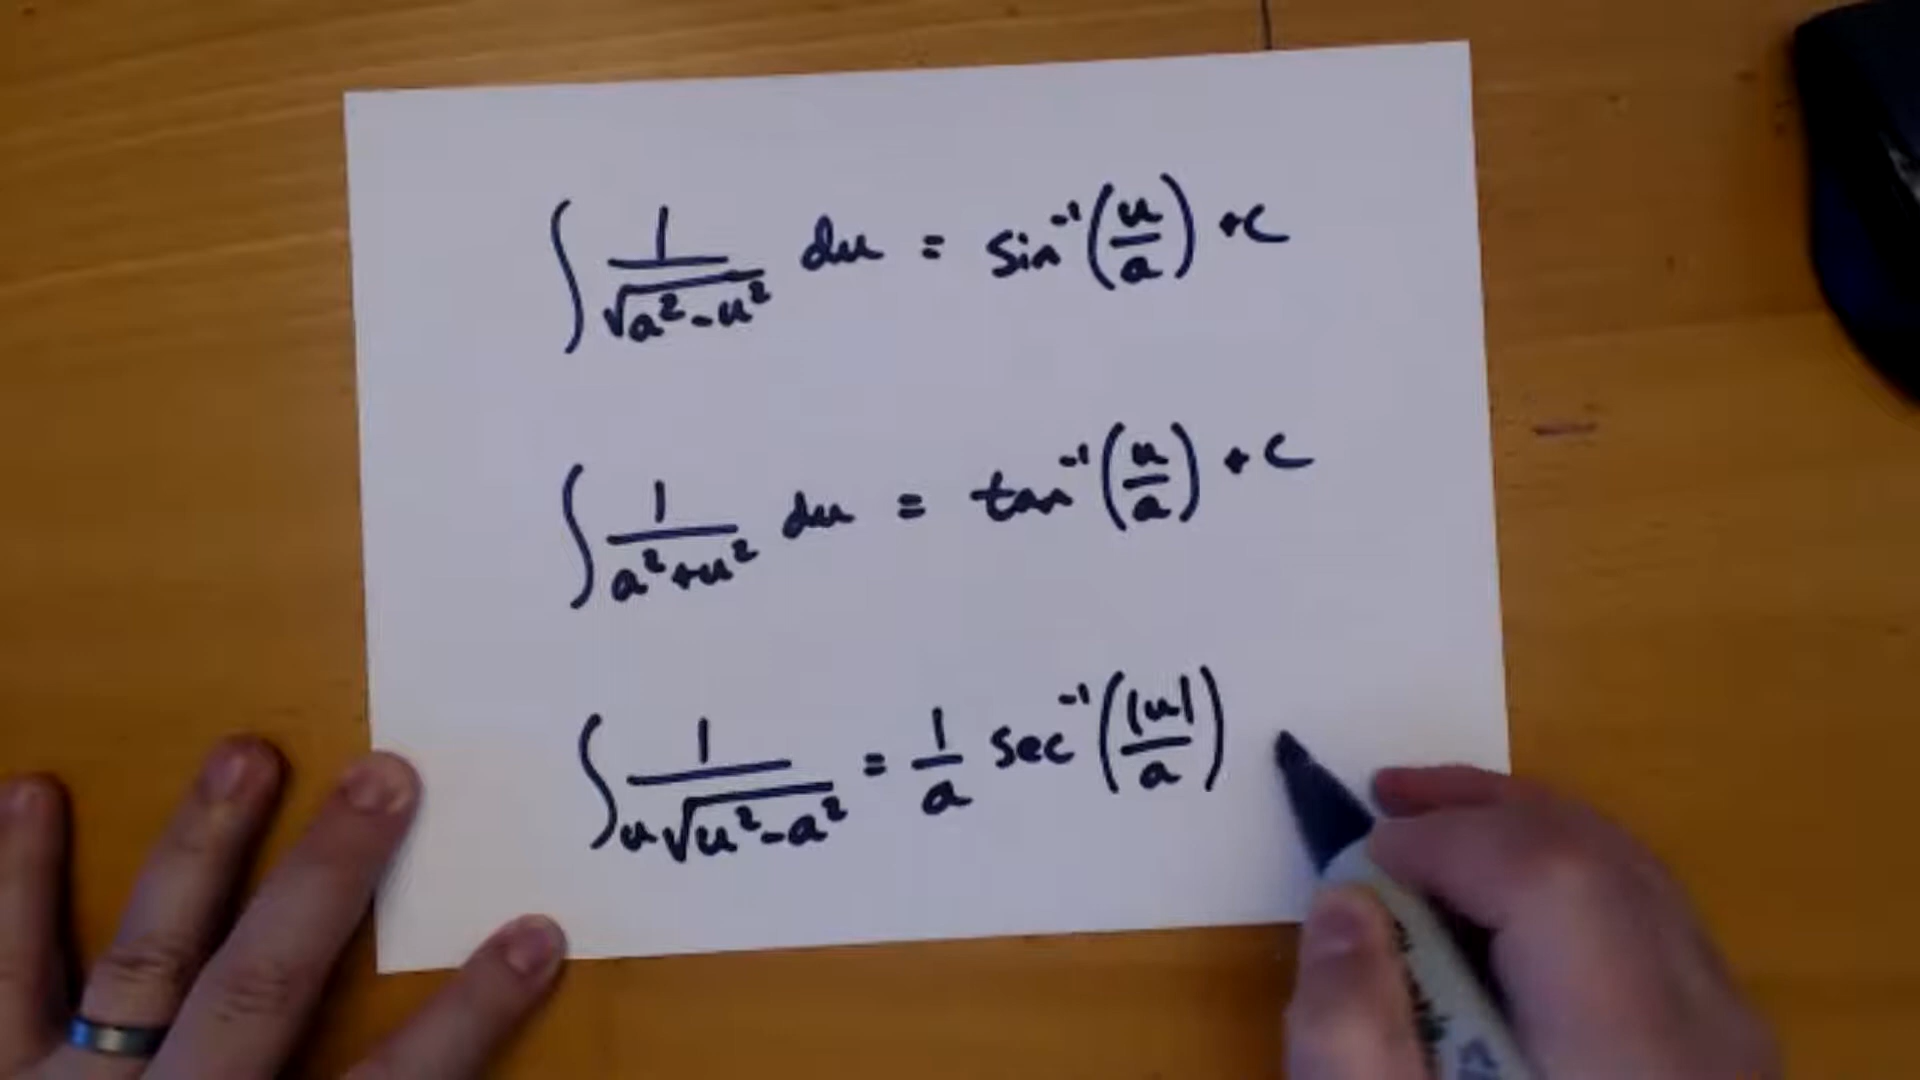 ∫ 1/√(a²-u²) du = sin⁻¹(u/a) + C
∫ 1/(a²+u²) du = tan⁻¹(u/a) + C
∫ 1/(u√(u²-a²)) = 1/a sec⁻¹(|u|/a)